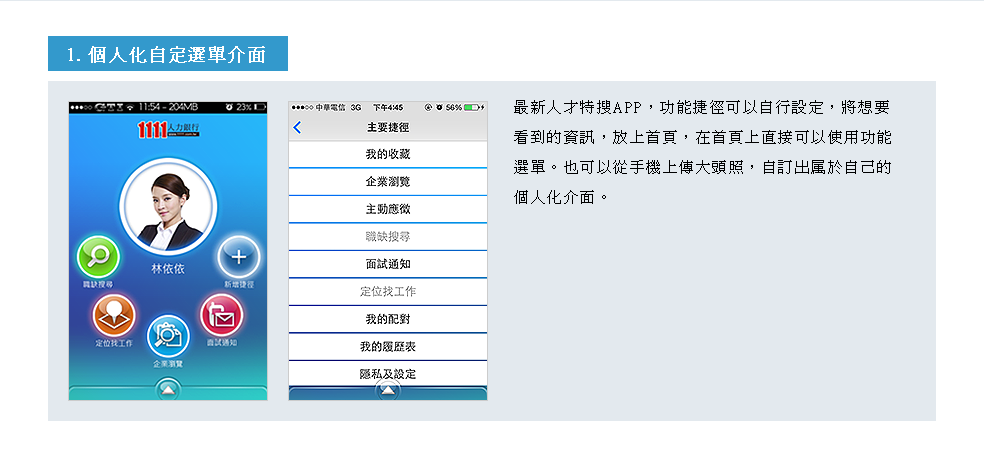 1. 個人化自定選單介面
11:54 - 204MB
23%
1111人力銀行
www.1111.com.tw
林依依
職缺搜尋
新增捷徑
定位找工作
面試通知
企業瀏覽
中華電信 3G 下午4:45 56%
主要捷徑
我的收藏
企業瀏覽
主動應徵
職缺搜尋
面試通知
定位找工作
我的配對
我的履歷表
隱私及設定
最新人才特搜APP，功能捷徑可以自行設定，將想要
看到的資訊，放上首頁，在首頁上直接可以使用功能
選單。也可以從手機上傳大頭照，自訂出屬於自己的
個人化介面。